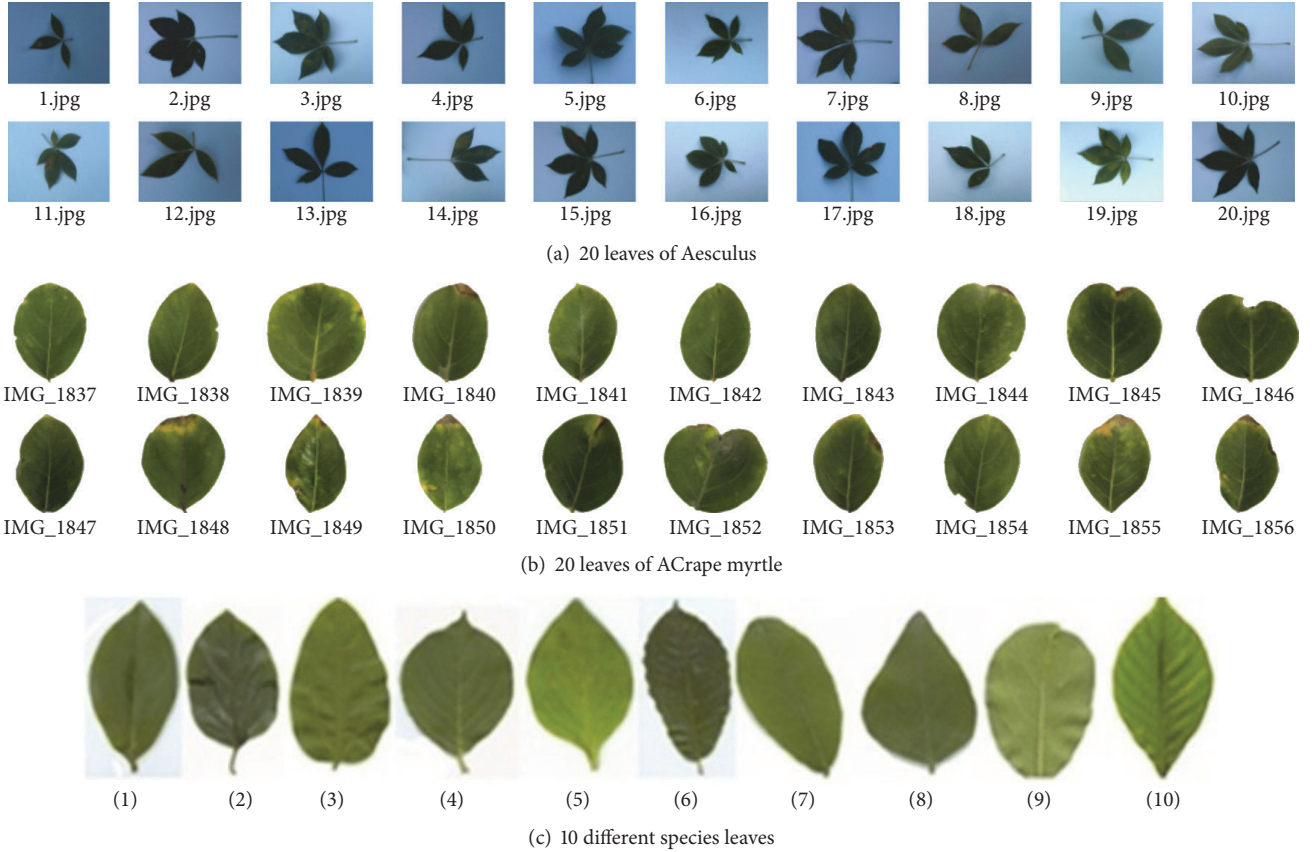 1.jpg 2.jpg 3.jpg 4.jpg 5.jpg 6.jpg 7.jpg 8.jpg 9.jpg 10.jpg
11.jpg 12.jpg 13.jpg 14.jpg 15.jpg 16.jpg 17.jpg 18.jpg 19.jpg 20.jpg
(a) 20 leaves of Aesculus
IMG_1837 IMG_1838 IMG_1839 IMG_1840 IMG_1841 IMG_1842 IMG_1843 IMG_1844 IMG_1845 IMG_1846
IMG_1847 IMG_1848 IMG_1849 IMG_1850 IMG_1851 IMG_1852 IMG_1853 IMG_1854 IMG_1855 IMG_1856
(b) 20 leaves of ACrape myrtle
(1) (2) (3) (4) (5) (6) (7) (8) (9) (10)
(c) 10 different species leaves